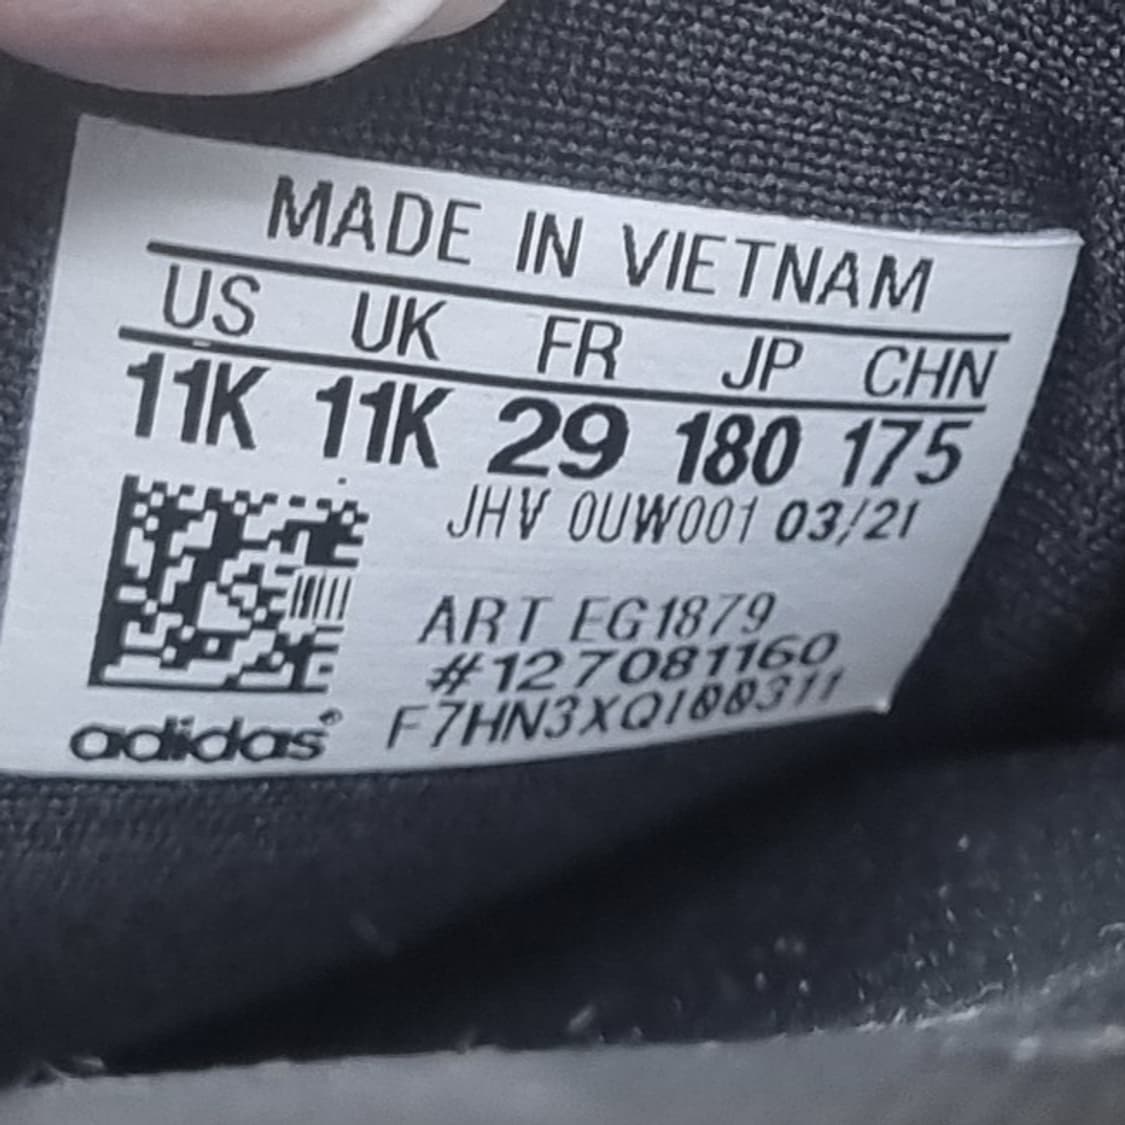 MADE IN VIETNAM
US UK FR JP CHN
11K 11K 29 180 175
JHV 0UW001 03/21
ART EG1879
#127081160
F7HN3XQI00311
adidas®